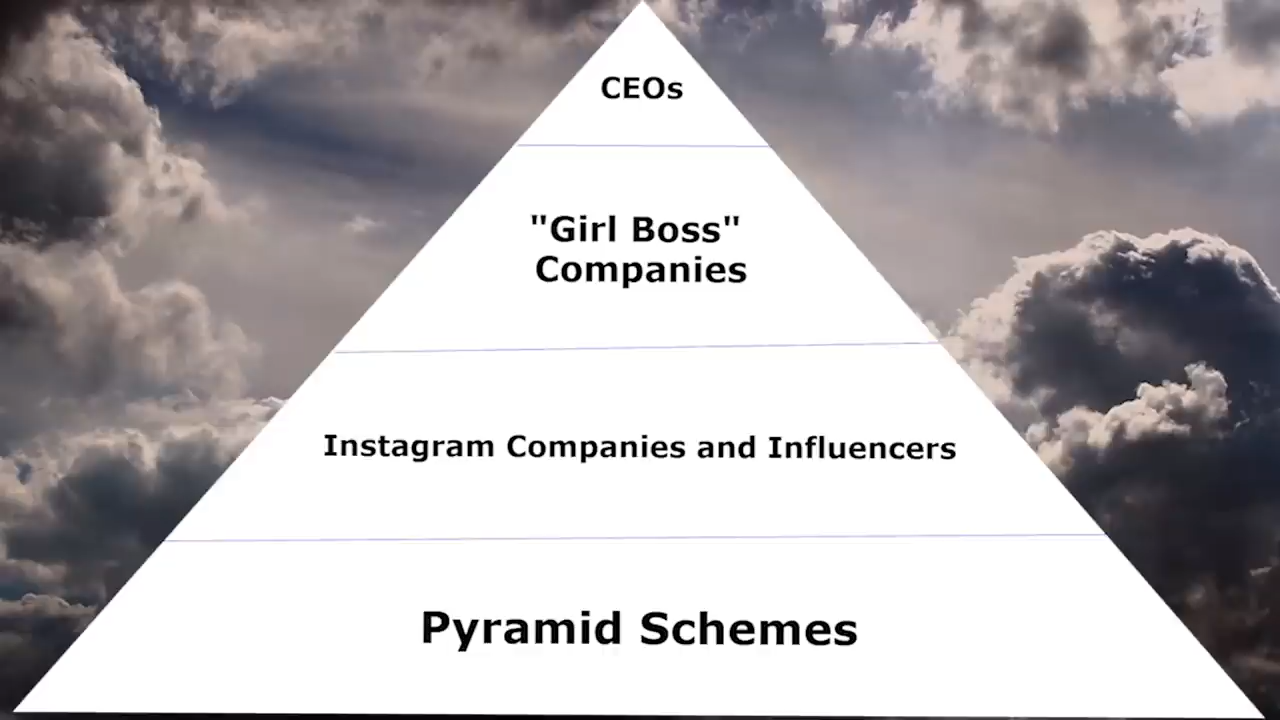 CEOs
"Girl Boss"
Companies
Instagram Companies and Influencers
Pyramid Schemes